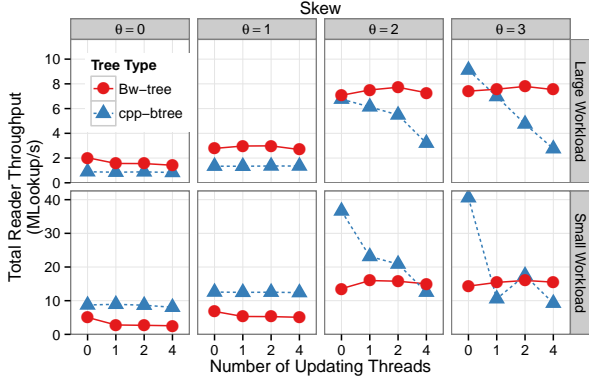 Skew
θ = 0 θ = 1 θ = 2 θ = 3
Total Reader Throughput
(MLookup/s)
10
8
6
4
2
0
Tree Type
Bw−tree
cpp−btree
Large Workload
40
30
20
10
0
Small Workload
0 1 2 4 0 1 2 4 0 1 2 4 0 1 2 4
Number of Updating Threads